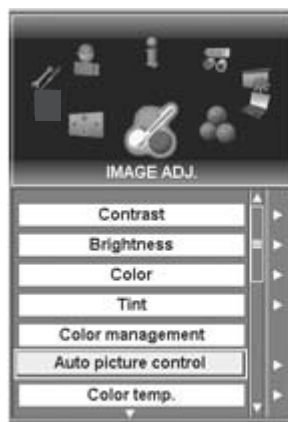 IMAGE ADJ.
Contrast
Brightness
Color
Tint
Color management
Auto picture control
Color temp.